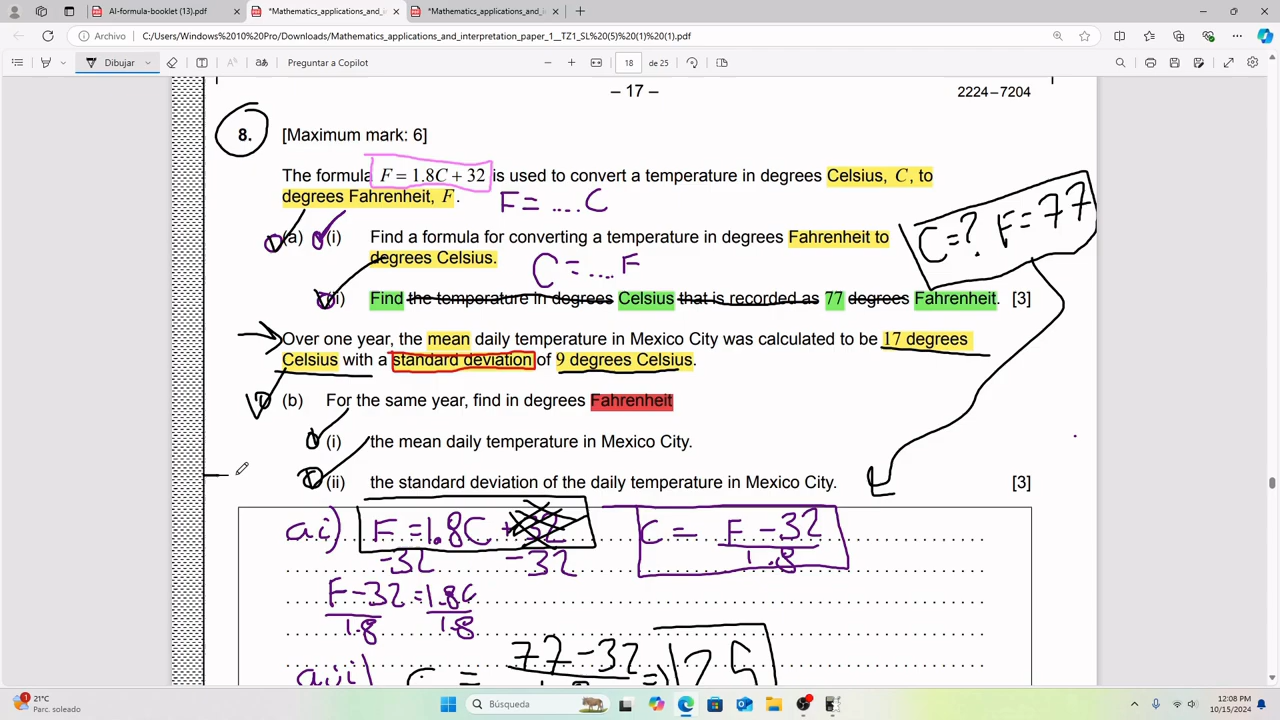 AI-formula-booklet (13).pdf
*Mathematics_applications_and_in
*Mathematics_applications_and_in
Archivo
C:/Users/Windows%2010%20Pro/Downloads/Mathematics_applications_and_interpretation_paper_1__TZ1_SL%20(5)%20(1)%20(1).pdf
Dibujar
Preguntar a Copilot
18
de 25
– 17 –
2224–7204
8.
[Maximum mark: 6]
The formula F = 1.8C + 32 is used to convert a temperature in degrees Celsius, C, to
degrees Fahrenheit, F.
F = .... C
C = ? F = 77
(a) (i) Find a formula for converting a temperature in degrees Fahrenheit to
degrees Celsius.
C = .... F
(ii) Find the temperature in degrees Celsius that is recorded as 77 degrees Fahrenheit. [3]
Over one year, the mean daily temperature in Mexico City was calculated to be 17 degrees
Celsius with a standard deviation of 9 degrees Celsius.
(b) For the same year, find in degrees Fahrenheit
(i) the mean daily temperature in Mexico City.
(ii) the standard deviation of the daily temperature in Mexico City. [3]
ai) F = 1.8C + 32
C = F - 32
1.8
-32 -32
F - 32 = 1.8C
1.8 1.8
77 - 32
aii) C = = 25
21°C
Parc. soleado
Búsqueda
12:08 PM
10/15/2024